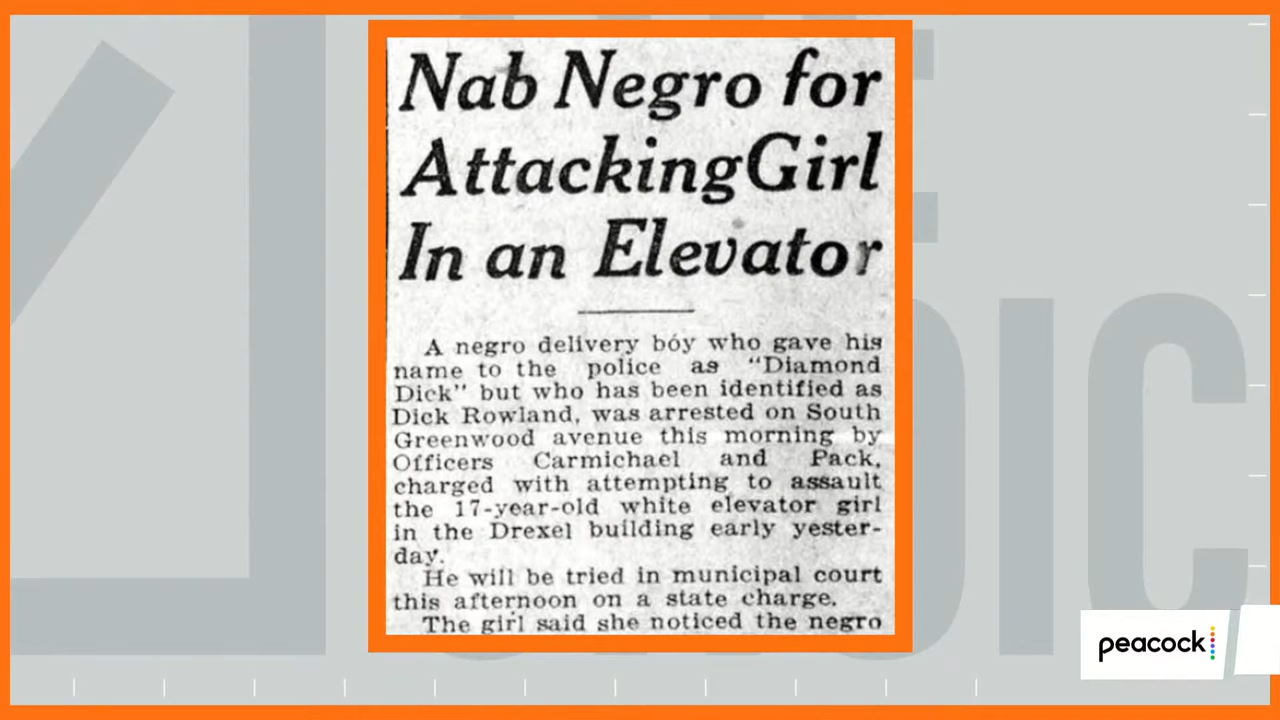 Nab Negro for
Attacking Girl
In an Elevator
A negro delivery boy who gave his
name to the police as "Diamond
Dick" but who has been identified as
Dick Rowland, was arrested on South
Greenwood avenue this morning by
Officers Carmichael and Pack,
charged with attempting to assault
the 17-year-old white elevator girl
in the Drexel building early yester-
day.
He will be tried in municipal court
this afternoon on a state charge.
The girl said she noticed the negro
peacock